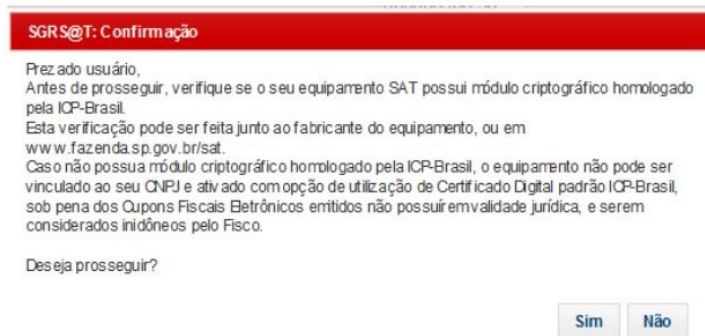 SGRS@T: Confirmação
Prezado usuário,
Antes de prosseguir, verifique se o seu equipamento SAT possui módulo criptográfico homologado
pela ICP-Brasil.
Esta verificação pode ser feita junto ao fabricante do equipamento, ou em
www.fazenda.sp.gov.br/sat.
Caso não possua módulo criptográfico homologado pela ICP-Brasil, o equipamento não pode ser
vinculado ao seu CNPJ e ativado com opção de utilização de Certificado Digital padrão ICP-Brasil,
sob pena dos Cupons Fiscais Eletrônicos emitidos não possuírem validade jurídica, e serem
considerados inidôneos pelo Fisco.
Deseja prosseguir?
Sim Não